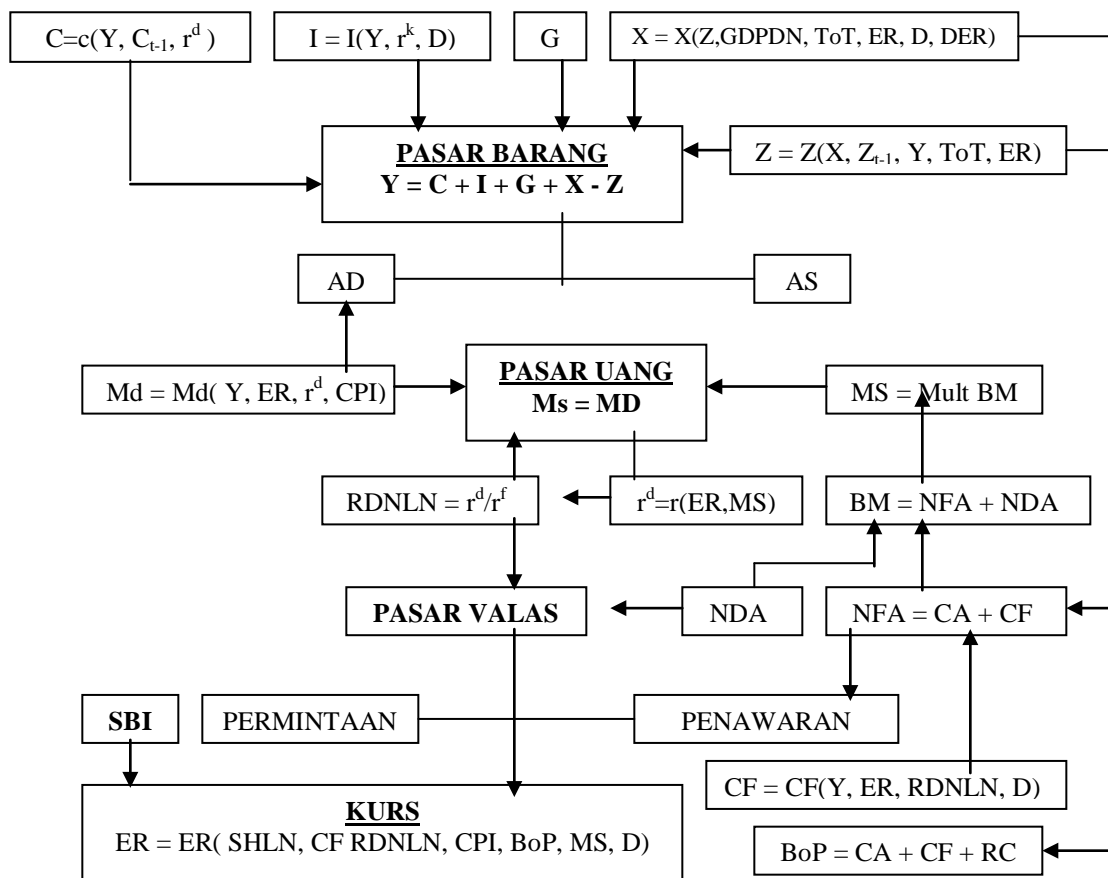 C=c(Y, Cₜ₋₁, rᵈ )
I = I(Y, rᵏ, D)
G
X = X(Z,GDPDN, ToT, ER, D, DER)
PASAR BARANG
Y = C + I + G + X - Z
Z = Z(X, Zₜ₋₁, Y, ToT, ER)
AD
AS
Md = Md( Y, ER, rᵈ, CPI)
PASAR UANG
Ms = MD
MS = Mult BM
RDNLN = rᵈ/rᶠ
rᵈ=r(ER,MS)
BM = NFA + NDA
PASAR VALAS
NDA
NFA = CA + CF
SBI
PERMINTAAN
PENAWARAN
CF = CF(Y, ER, RDNLN, D)
KURS
ER = ER( SHLN, CF RDNLN, CPI, BoP, MS, D)
BoP = CA + CF + RC